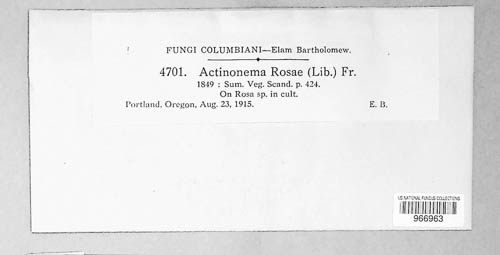 FUNGI COLUMBIANI—Elam Bartholomew.
4701. Actinonema Rosae (Lib.) Fr.
1849 : Sum. Veg. Scand. p. 424.
On Rosa sp. in cult.
Portland, Oregon, Aug. 23, 1915. E. B.
US NATIONAL FUNGUS COLLECTIONS
966963